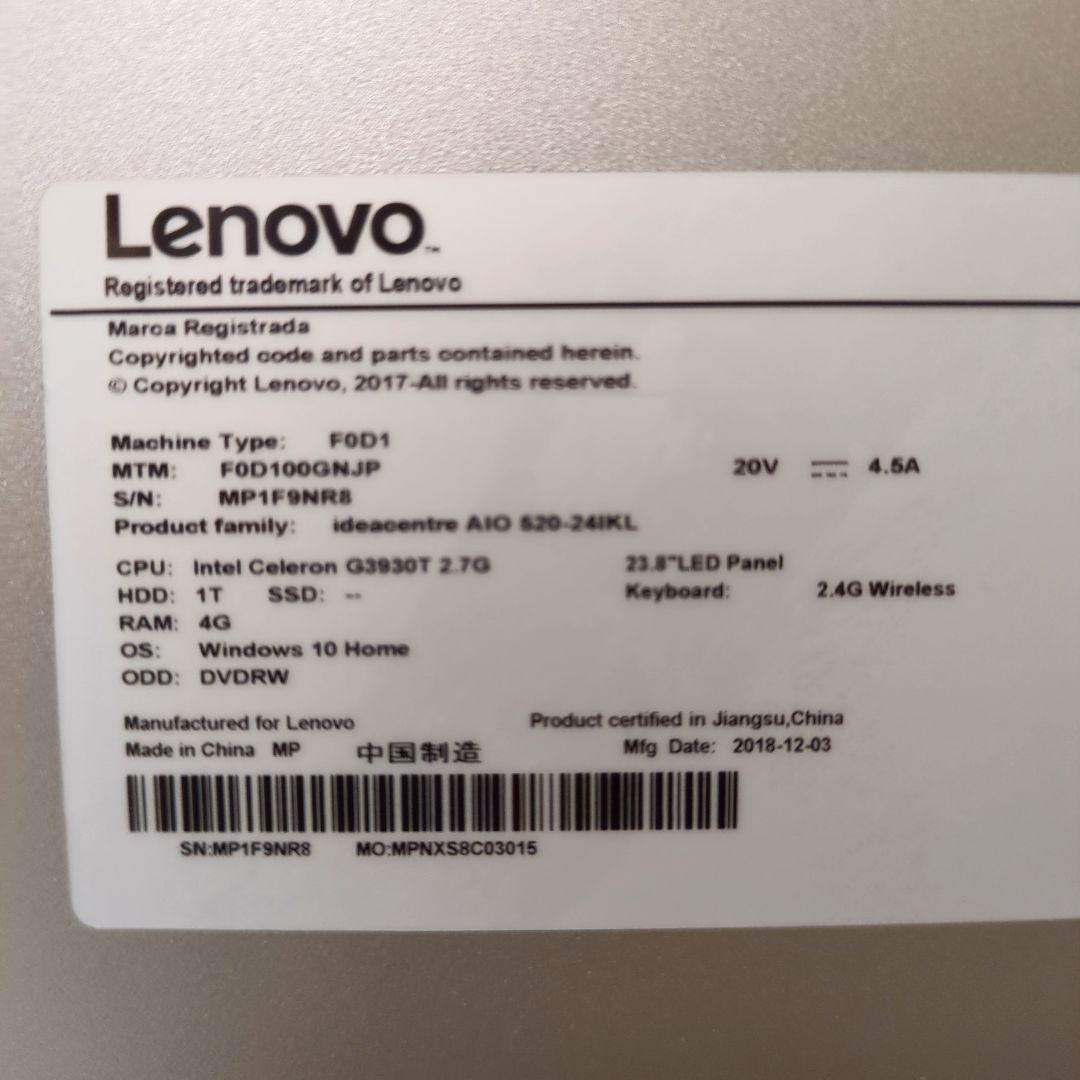 Lenovo™
Registered trademark of Lenovo
Marca Registrada
Copyrighted code and parts contained herein.
© Copyright Lenovo, 2017-All rights reserved.
Machine Type: F0D1
MTM: F0D100GNJP 20V 4.5A
S/N: MP1F9NR8
Product family: ideacentre AIO 520-24IKL
CPU: Intel Celeron G3930T 2.7G 23.8"LED Panel
HDD: 1T SSD: -- Keyboard: 2.4G Wireless
RAM: 4G
OS: Windows 10 Home
ODD: DVDRW
Manufactured for Lenovo Product certified in Jiangsu,China
Made in China MP 中国制造 Mfg Date: 2018-12-03
SN:MP1F9NR8 MO:MPNXS8C03015